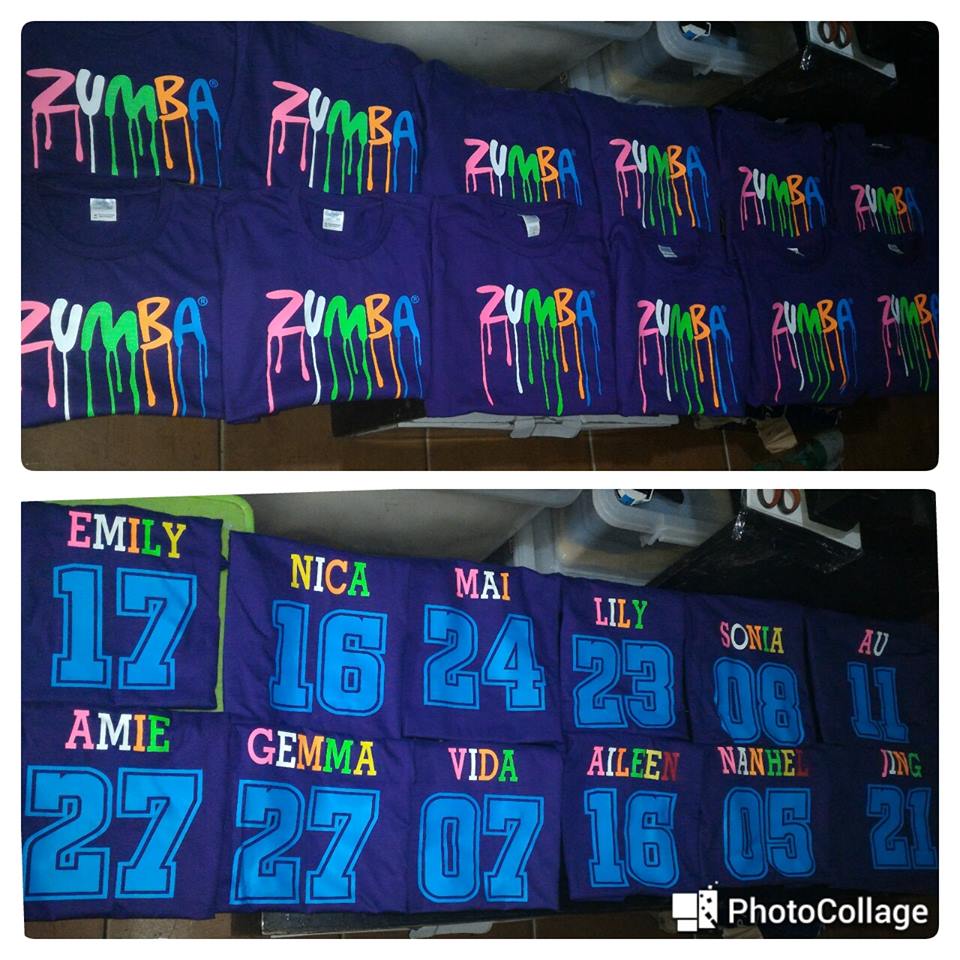 ZUMBA®
ZUMBA
ZUMBA®
ZUMBA®
ZUMBA®
ZUMBA
ZUMBA®
ZUMBA®
ZUMBA®
ZUMBA®
ZUMBA
ZUMBA
EMILY
17
NICA
16
MAI
24
LILY
23
SONIA
08
AU
11
AMIE
27
GEMMA
27
VIDA
07
AILEEN
16
NANHEL
05
JING
21
PhotoCollage